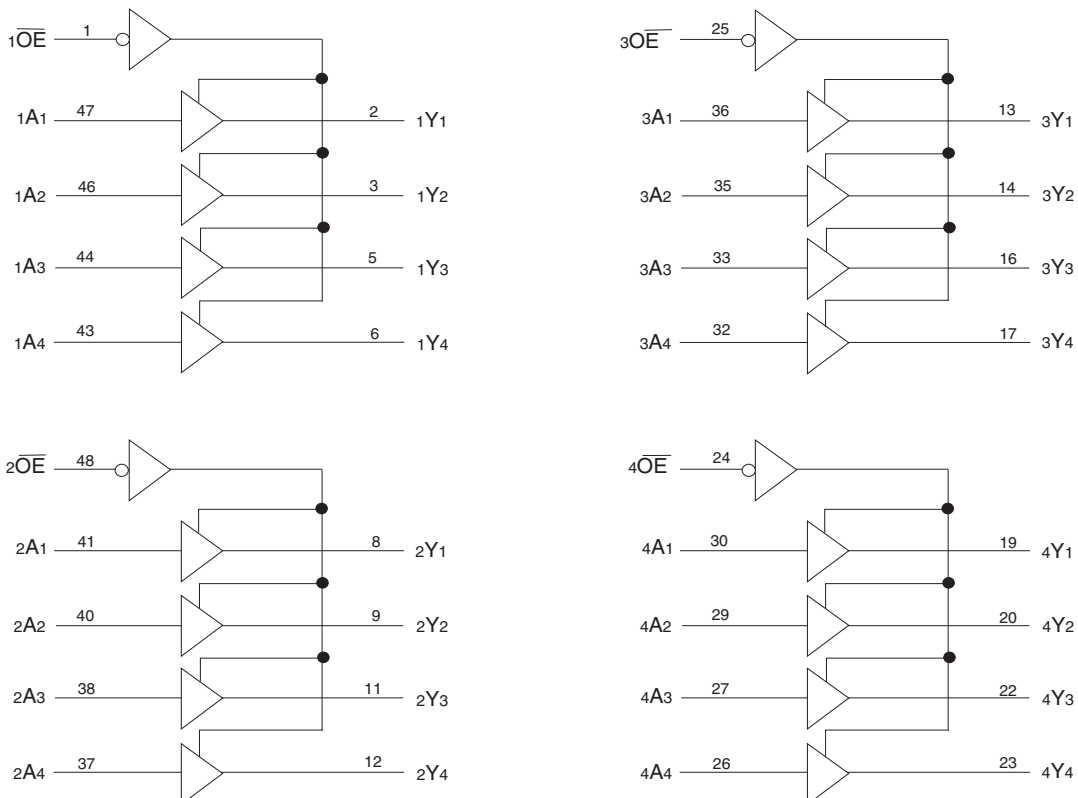 1OE 1
1A1 47 2 1Y1
1A2 46 3 1Y2
1A3 44 5 1Y3
1A4 43 6 1Y4
3OE 25
3A1 36 13 3Y1
3A2 35 14 3Y2
3A3 33 16 3Y3
3A4 32 17 3Y4
2OE 48
2A1 41 8 2Y1
2A2 40 9 2Y2
2A3 38 11 2Y3
2A4 37 12 2Y4
4OE 24
4A1 30 19 4Y1
4A2 29 20 4Y2
4A3 27 22 4Y3
4A4 26 23 4Y4